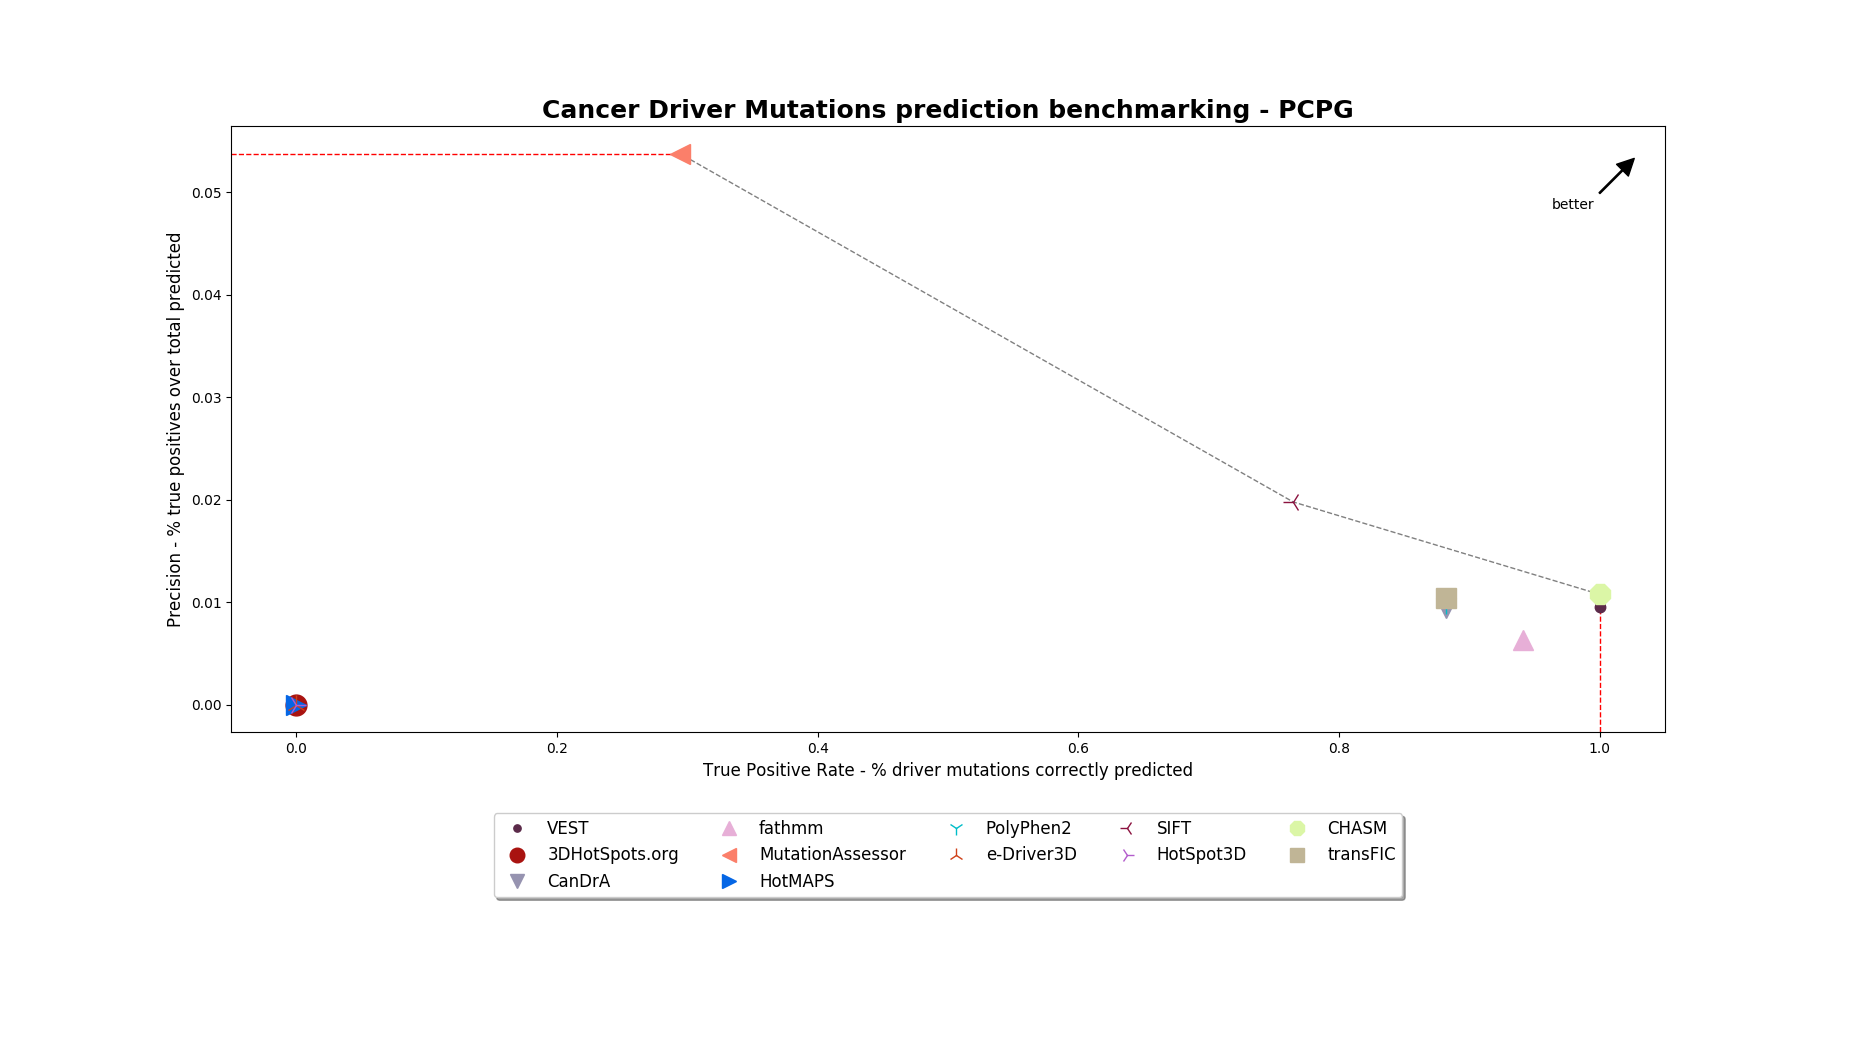 Cancer Driver Mutations prediction benchmarking - PCPG
better
Precision - % true positives over total predicted
0.05
0.04
0.03
0.02
0.01
0.00
0.0 0.2 0.4 0.6 0.8 1.0
True Positive Rate - % driver mutations correctly predicted
VEST fathmm PolyPhen2 SIFT CHASM
3DHotSpots.org MutationAssessor e-Driver3D HotSpot3D transFIC
CanDrA HotMAPS